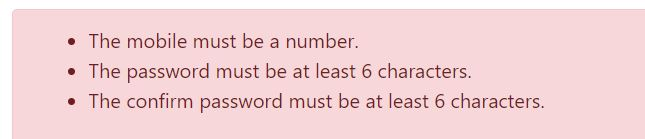 The mobile must be a number.
The password must be at least 6 characters.
The confirm password must be at least 6 characters.